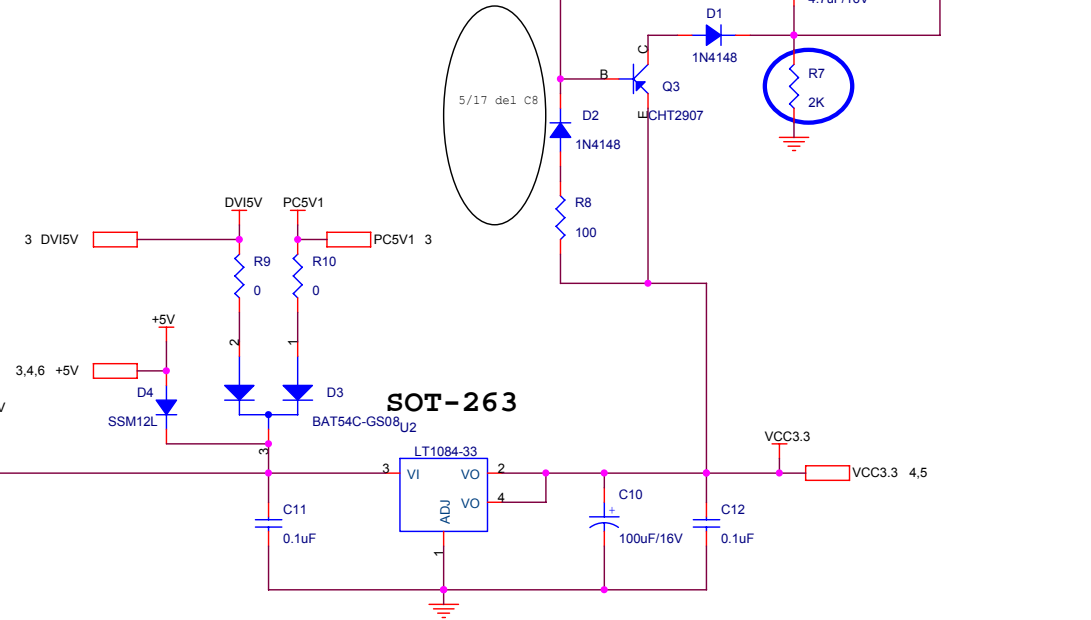 4.7uF/16V
D1
C
1N4148
B
Q3
R7
2K
5/17 del C8
D2
E
CHT2907
1N4148
R8
100
DVI5V
PC5V1
3 DVI5V
PC5V1 3
R9
R10
0
0
+5V
2
1
3,4,6 +5V
D4
D3
SOT-263
SSM12L
BAT54C-GS08
U2
3
LT1084-33
VCC3.3
3
VI
VO
2
VCC3.3 4,5
VO
4
ADJ
C11
0.1uF
C10
+
100uF/16V
C12
0.1uF
1